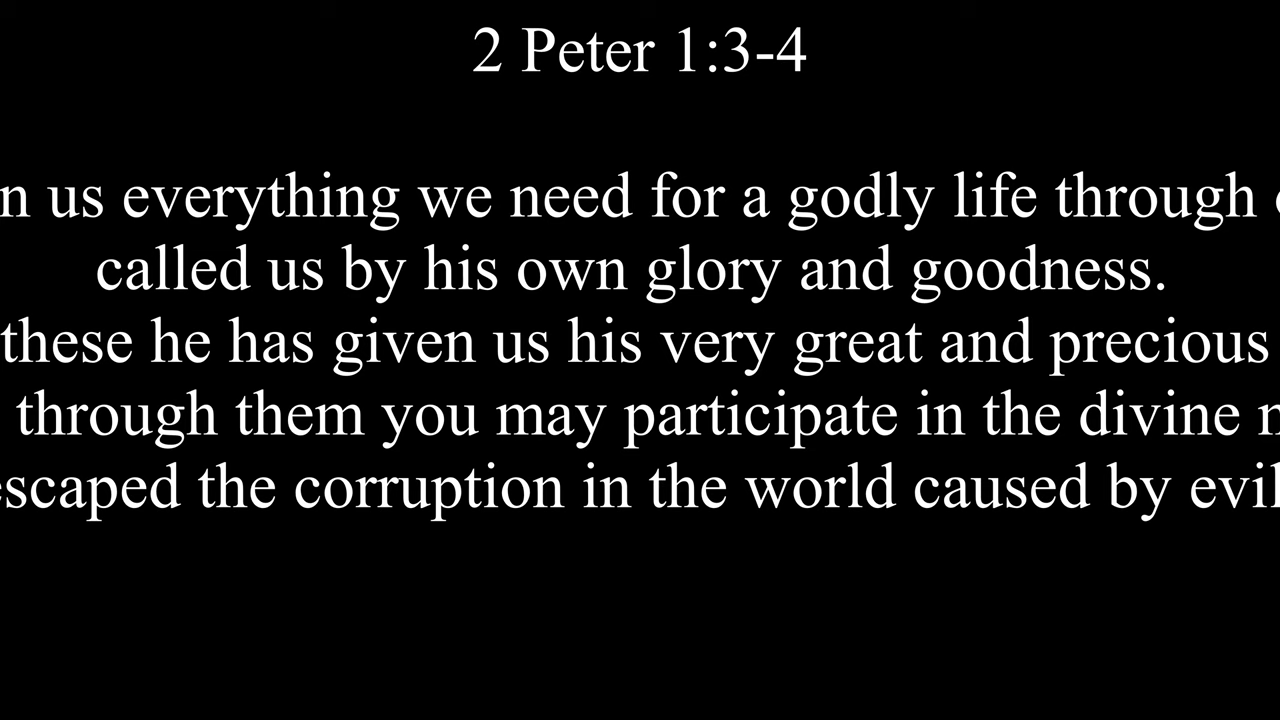 2 Peter 1:3-4
n us everything we need for a godly life through
called us by his own glory and goodness.
these he has given us his very great and precious
through them you may participate in the divine n
escaped the corruption in the world caused by evil